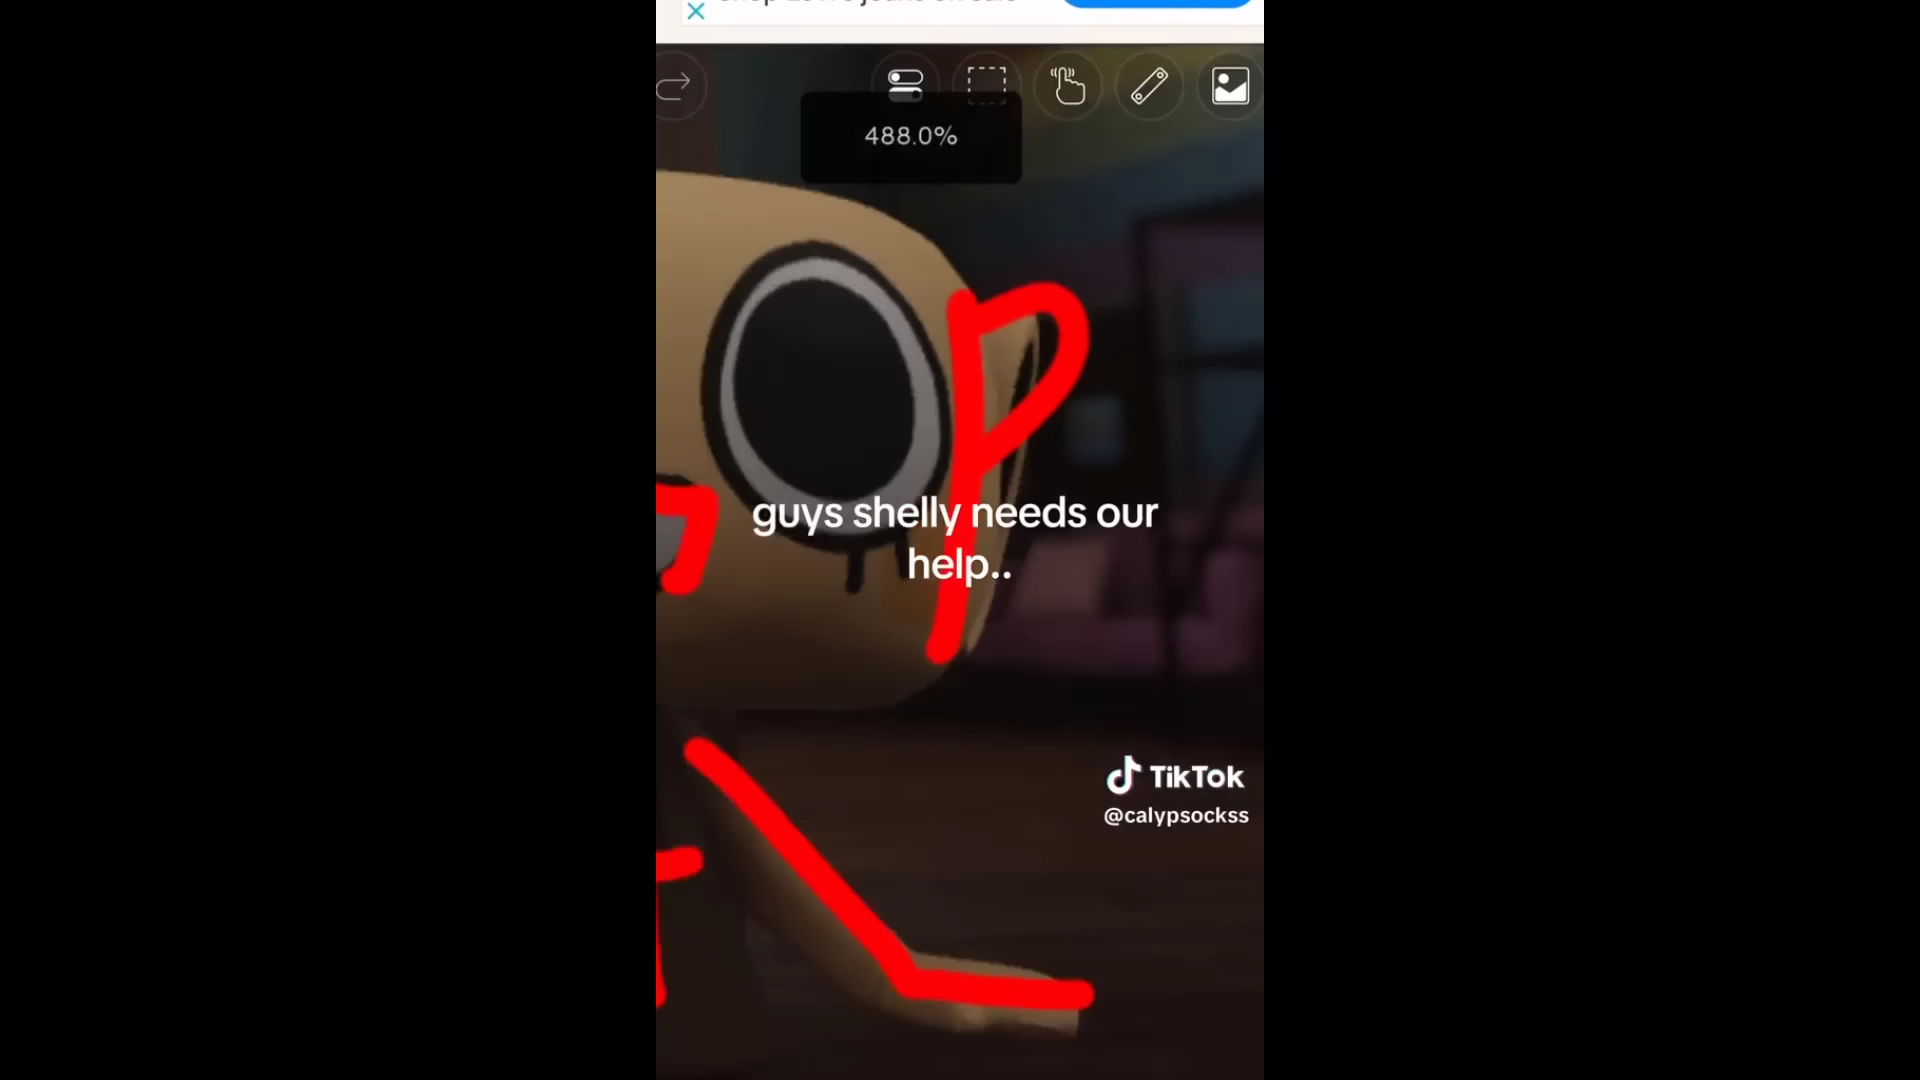 488.0%
guys shelly needs our
help..
TikTok
@calypsockss